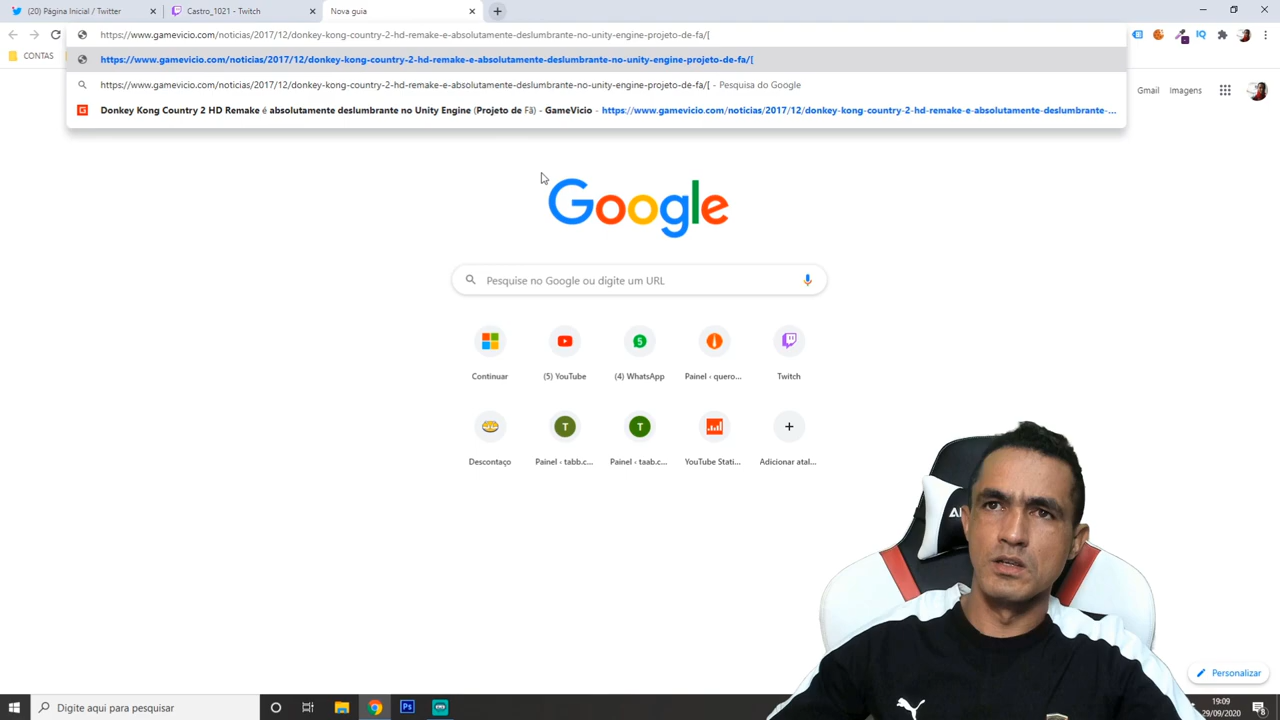 (20) Página Inicial / Twitter
Castro_1021 - Twitch
Nova guia
https://www.gamevicio.com/noticias/2017/12/donkey-kong-country-2-hd-remake-e-absolutamente-deslumbrante-no-unity-engine-projeto-de-fa/[
CONTAS
https://www.gamevicio.com/noticias/2017/12/donkey-kong-country-2-hd-remake-e-absolutamente-deslumbrante-no-unity-engine-projeto-de-fa/[
https://www.gamevicio.com/noticias/2017/12/donkey-kong-country-2-hd-remake-e-absolutamente-deslumbrante-no-unity-engine-projeto-de-fa/[ - Pesquisa do Google
Donkey Kong Country 2 HD Remake é absolutamente deslumbrante no Unity Engine (Projeto de Fã) - GameVicio - https://www.gamevicio.com/noticias/2017/12/donkey-kong-country-2-hd-remake-e-absolutamente-deslumbrante-...
Gmail
Imagens
Google
Pesquise no Google ou digite um URL
Continuar
(5) YouTube
(4) WhatsApp
Painel ‹ quero...
Twitch
Descontaço
Painel ‹ tabb.c...
Painel ‹ taab.c...
YouTube Stati...
Adicionar atal...
Personalizar
Digite aqui para pesquisar
19:09
29/09/2020